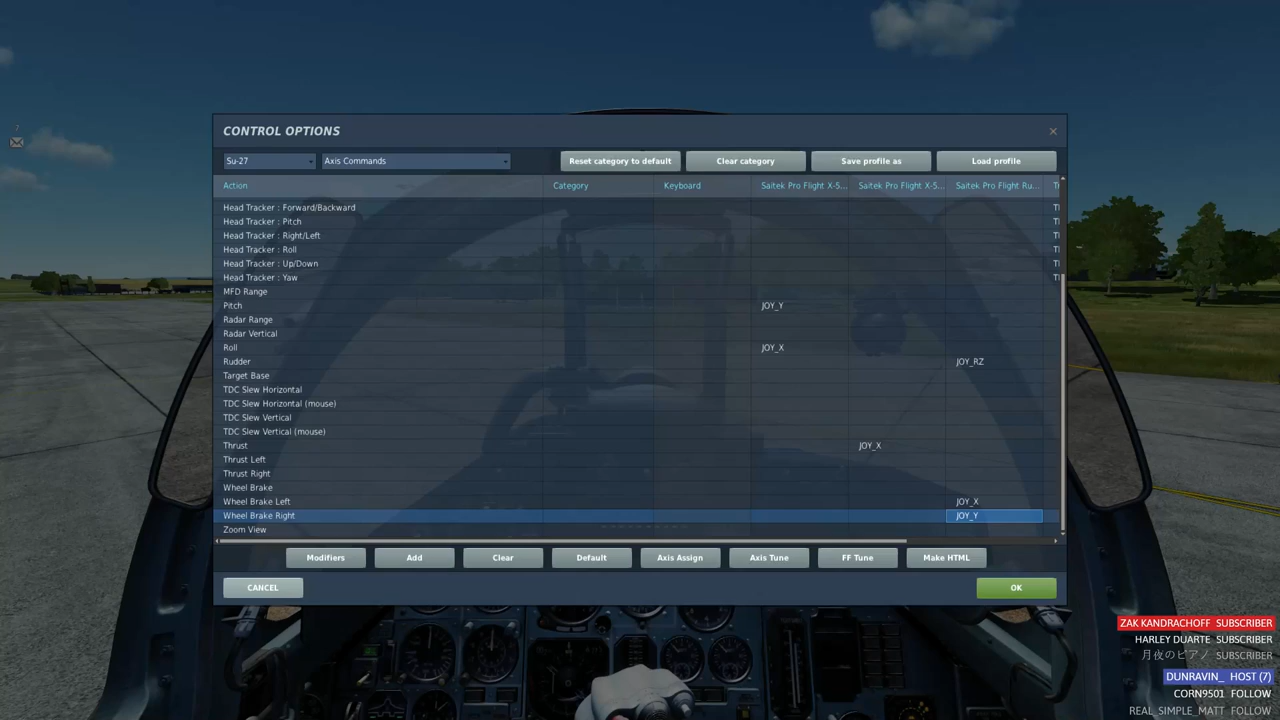 2
CONTROL OPTIONS
Su-27 Axis Commands Reset category to default Clear category Save profile as Load profile
Action Category Keyboard Saitek Pro Flight X-5... Saitek Pro Flight X-5... Saitek Pro Flight Ru... T
Head Tracker : Forward/Backward T
Head Tracker : Pitch T
Head Tracker : Right/Left T
Head Tracker : Roll T
Head Tracker : Up/Down T
Head Tracker : Yaw T
MFD Range
Pitch JOY_Y
Radar Range
Radar Vertical
Roll JOY_X
Rudder JOY_RZ
Target Base
TDC Slew Horizontal
TDC Slew Horizontal (mouse)
TDC Slew Vertical
TDC Slew Vertical (mouse)
Thrust JOY_X
Thrust Left
Thrust Right
Wheel Brake
Wheel Brake Left JOY_X
Wheel Brake Right JOY_Y
Zoom View
Modifiers Add Clear Default Axis Assign Axis Tune FF Tune Make HTML
CANCEL OK
ZAK KANDRACHOFF SUBSCRIBER
HARLEY DUARTE SUBSCRIBER
月夜のピアノ SUBSCRIBER
DUNRAVIN_ HOST (7)
CORN9501 FOLLOW
REAL_SIMPLE_MATT FOLLOW